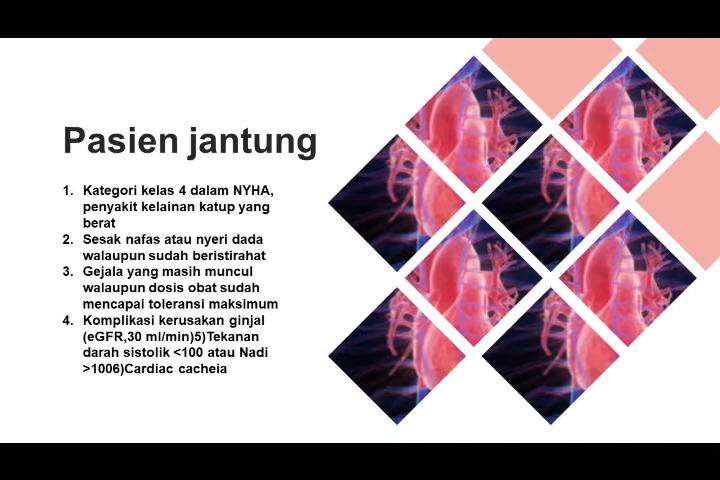 Pasien jantung
1. Kategori kelas 4 dalam NYHA,
penyakit kelainan katup yang
berat
2. Sesak nafas atau nyeri dada
walaupun sudah beristirahat
3. Gejala yang masih muncul
walaupun dosis obat sudah
mencapai toleransi maksimum
4. Komplikasi kerusakan ginjal
(eGFR,30 ml/min)5)Tekanan
darah sistolik <100 atau Nadi
>1006)Cardiac cacheia